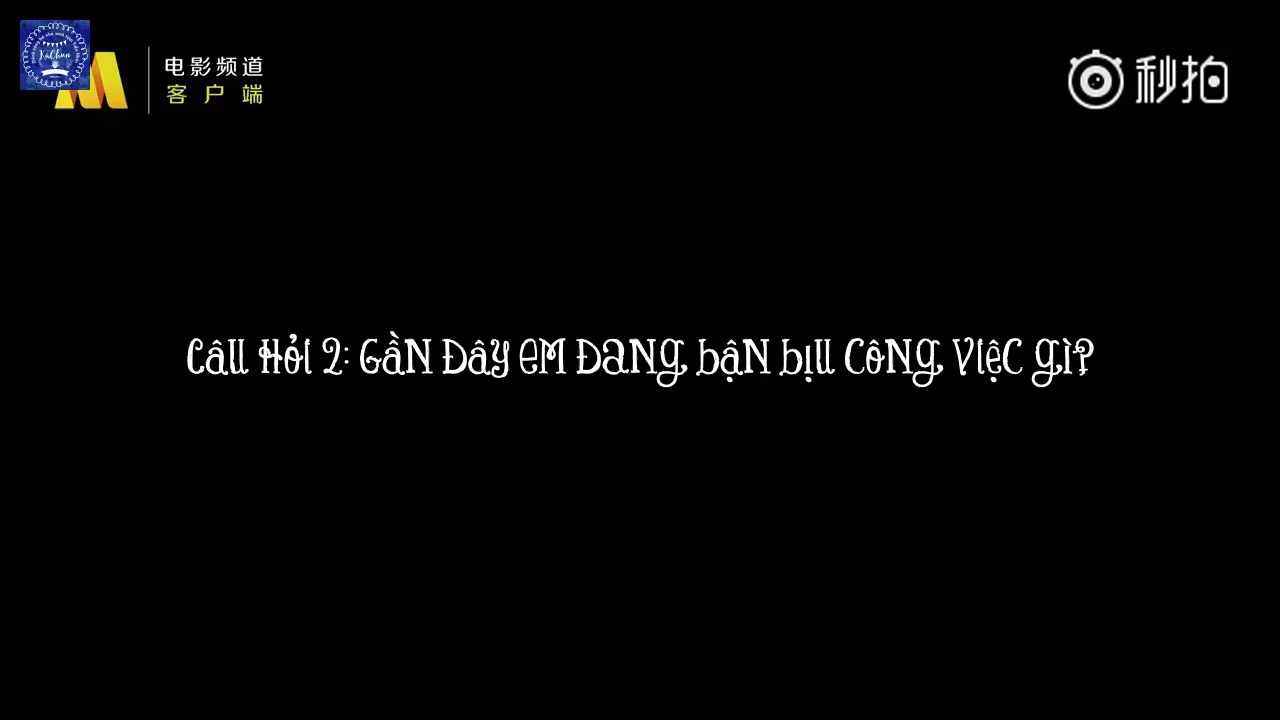 电影频道
客户端
秒拍
KaChun
Câu Hỏi 2: Gần Đây em Đang bận bịu công việc gì?